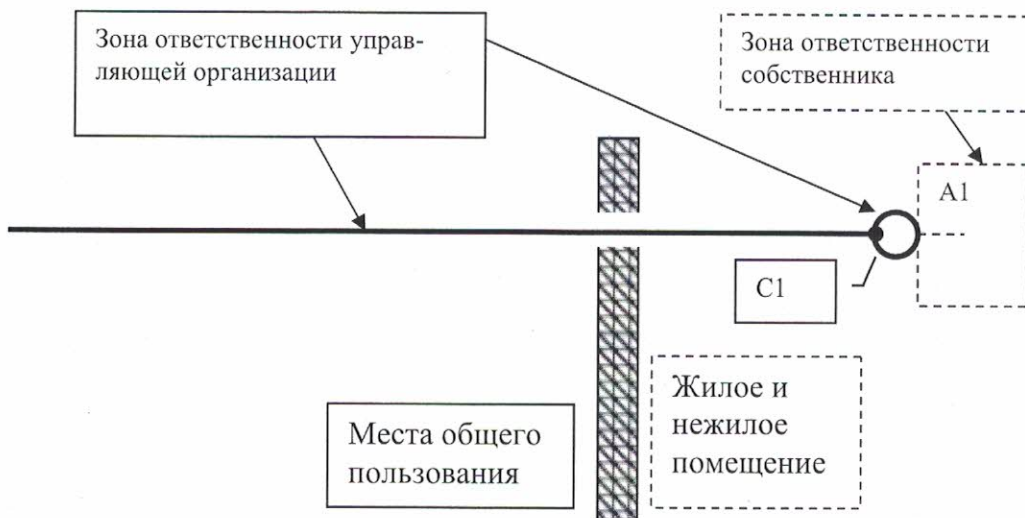 Зона ответственности управ-
ляющей организации
Зона ответственности
собственника
А1
С1
Жилое и
нежилое
помещение
Места общего
пользования